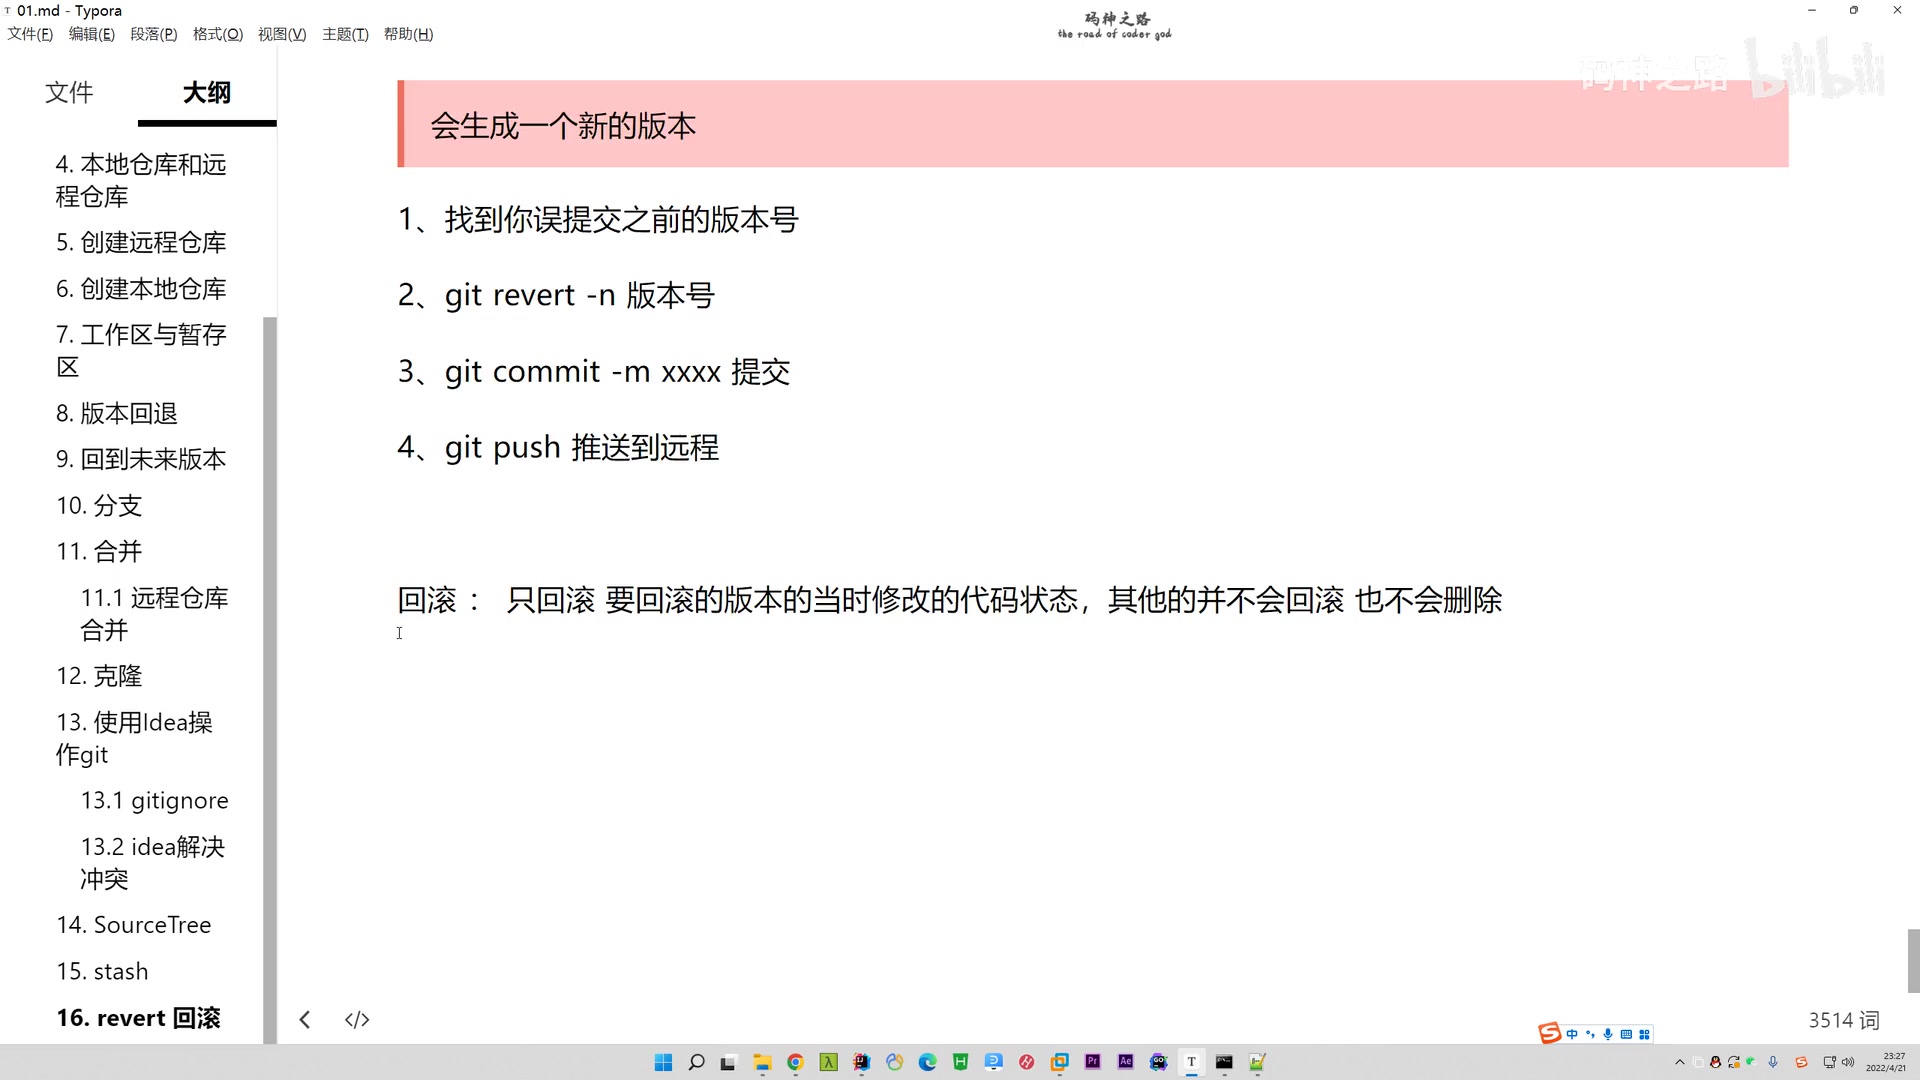 01.md - Typora
文件(F) 编辑(E) 段落(P) 格式(O) 视图(V) 主题(T) 帮助(H)
码神之路
the road of coder god
码神之路 bilibili
文件 大纲
4. 本地仓库和远
程仓库
5. 创建远程仓库
6. 创建本地仓库
7. 工作区与暂存
区
8. 版本回退
9. 回到未来版本
10. 分支
11. 合并
11.1 远程仓库
合并
12. 克隆
13. 使用Idea操
作git
13.1 gitignore
13.2 idea解决
冲突
14. SourceTree
15. stash
16. revert 回滚
会生成一个新的版本
1、找到你误提交之前的版本号
2、git revert -n 版本号
3、git commit -m xxxx 提交
4、git push 推送到远程
回滚： 只回滚 要回滚的版本的当时修改的代码状态，其他的并不会回滚 也不会删除
3514 词
中
23:27
2022/4/21